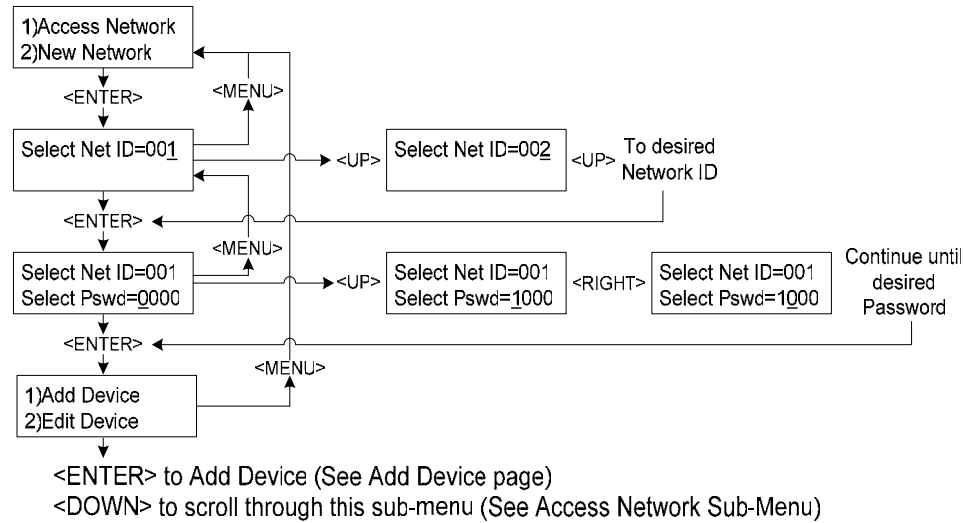 1)Access Network
2)New Network
<ENTER>
<MENU>
Select Net ID=001
<UP>
Select Net ID=002
<UP>
To desired
Network ID
<ENTER>
<MENU>
Select Net ID=001
Select Pswd=0000
<UP>
Select Net ID=001
Select Pswd=1000
<RIGHT>
Select Net ID=001
Select Pswd=1000
Continue until
desired
Password
<ENTER>
<MENU>
1)Add Device
2)Edit Device
<ENTER> to Add Device (See Add Device page)
<DOWN> to scroll through this sub-menu (See Access Network Sub-Menu)